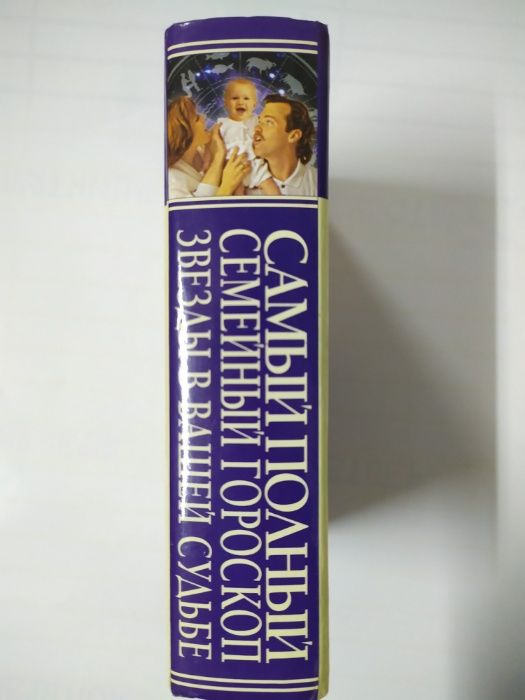 САМЫЙ ПОЛНЫЙ
СЕМЕЙНЫЙ ГОРОСКОП
ЗВЕЗДЫ В ВАШЕЙ СУДЬБЕ